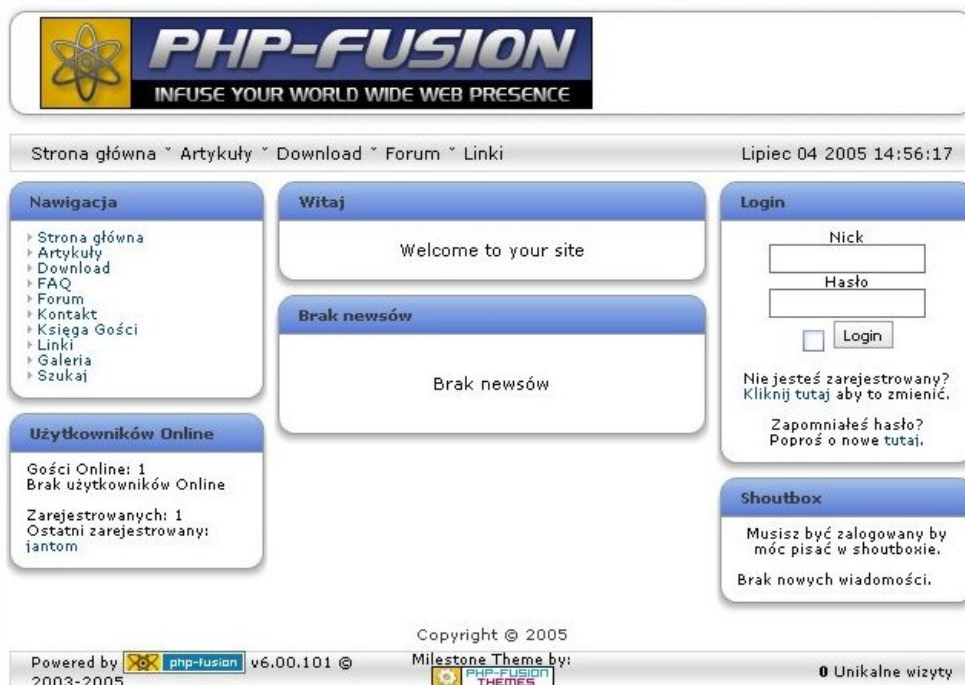 PHP-FUSION
INFUSE YOUR WORLD WIDE WEB PRESENCE
Strona główna ˇ Artykuły ˇ Download ˇ Forum ˇ Linki
Lipiec 04 2005 14:56:17
Nawigacja
Strona główna
Artykuły
Download
FAQ
Forum
Kontakt
Księga Gości
Linki
Galeria
Szukaj
Użytkowników Online
Gości Online: 1
Brak użytkowników Online
Zarejestrowanych: 1
Ostatni zarejestrowany:
jantom
Witaj
Welcome to your site
Brak newsów
Brak newsów
Login
Nick
Hasło
Login
Nie jesteś zarejestrowany?
Kliknij tutaj aby to zmienić.
Zapomniałeś hasło?
Poproś o nowe tutaj.
Shoutbox
Musisz być zalogowany by
móc pisać w shoutboxie.
Brak nowych wiadomości.
Copyright © 2005
Powered by php-fusion v6.00.101 ©
2003-2005
Milestone Theme by:
PHP-FUSION
THEMES
0 Unikalne wizyty